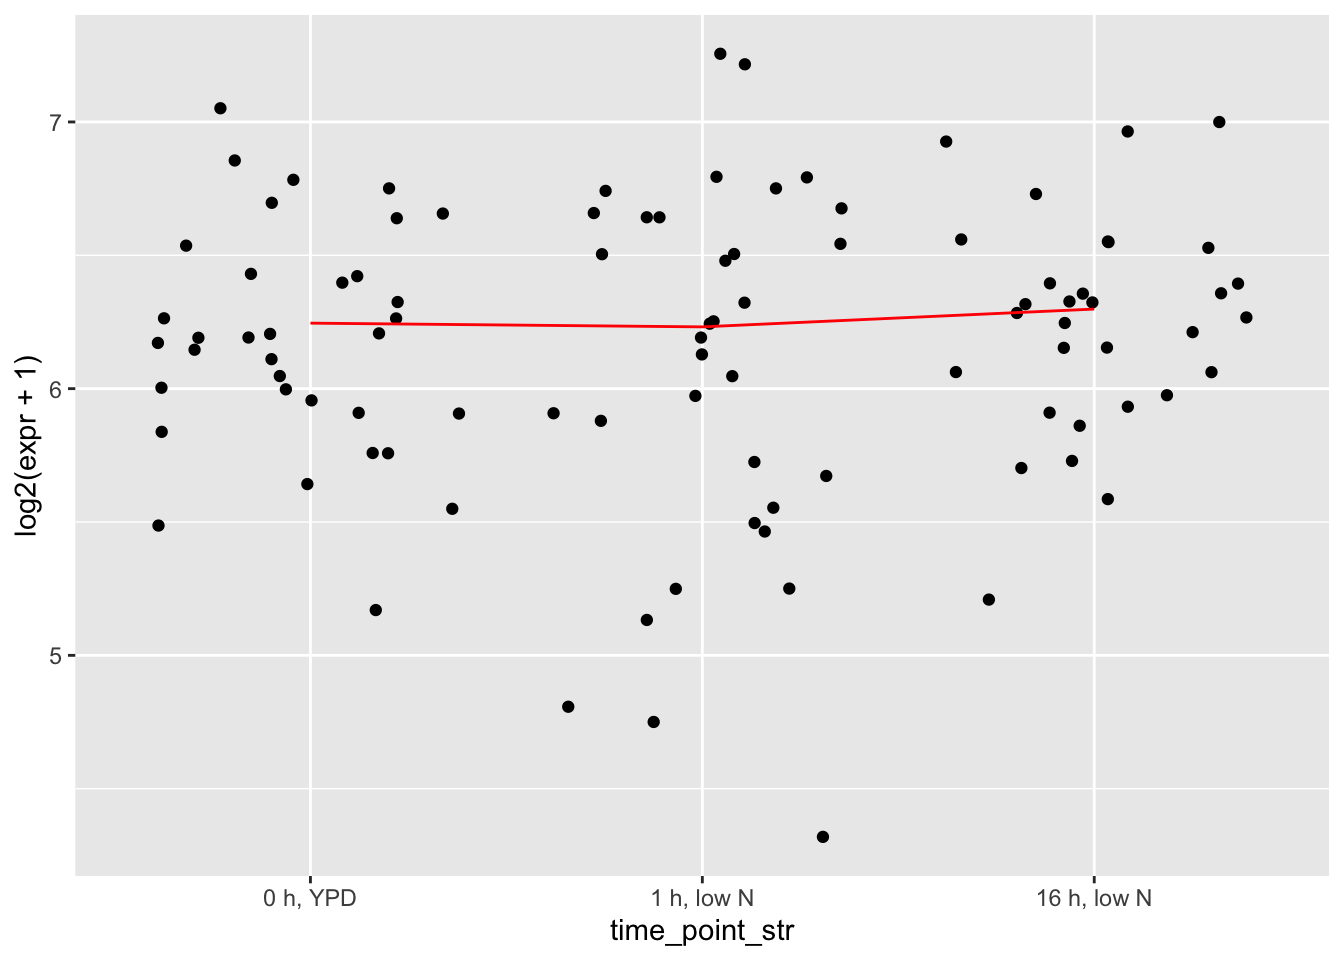 7
6
5
log2(expr + 1)
0 h, YPD
1 h, low N
16 h, low N
time_point_str